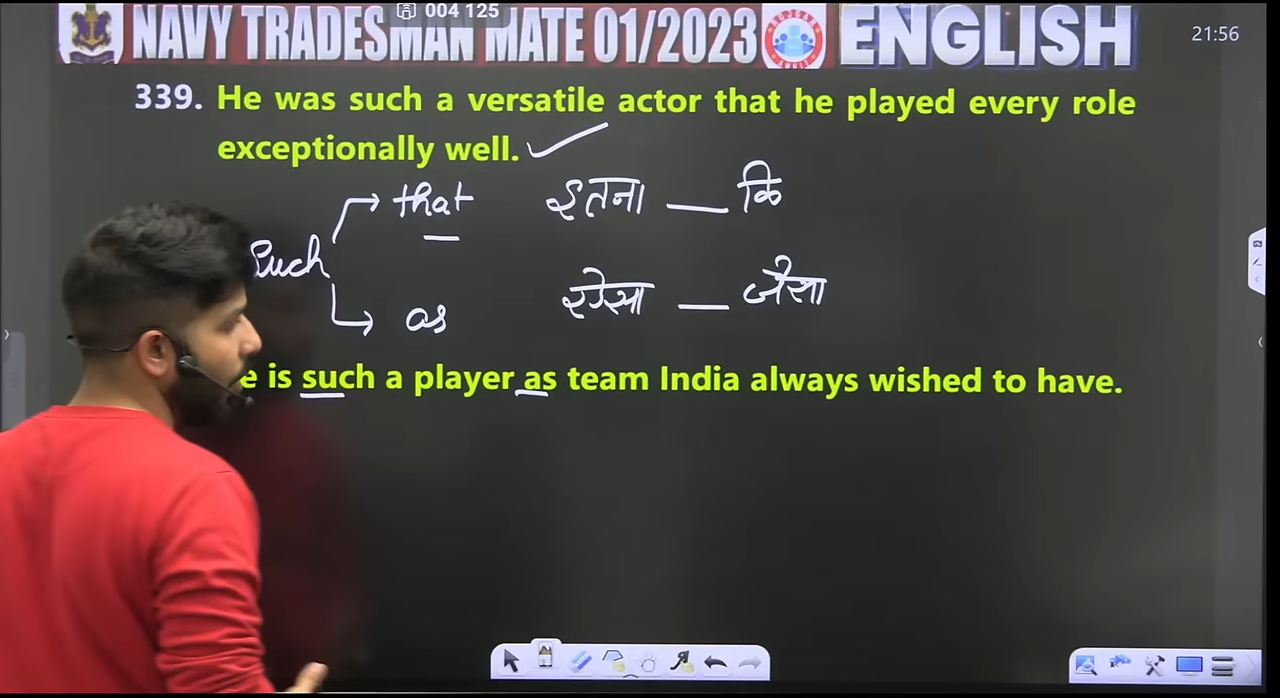 004 125
NAVY TRADESMAN MATE 01/2023 ENGLISH
21:56
339. He was such a versatile actor that he played every role
exceptionally well.
that इतना — कि
Such
as ऐसा — जैसा
e is such a player as team India always wished to have.